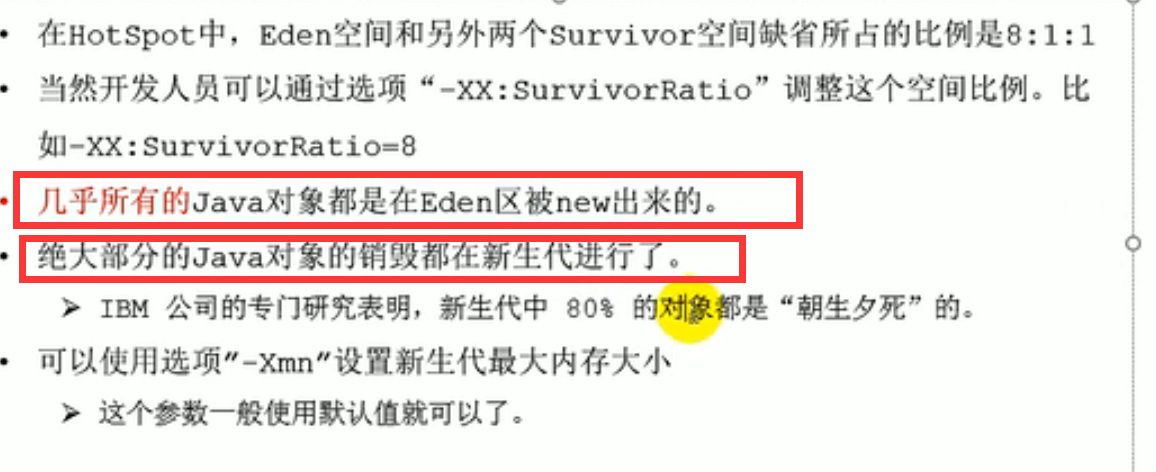 • 在HotSpot中，Eden空间和另外两个Survivor空间缺省所占的比例是8:1:1
• 当然开发人员可以通过选项“-XX:SurvivorRatio”调整这个空间比例。比
如-XX:SurvivorRatio=8
• 几乎所有的Java对象都是在Eden区被new出来的。
• 绝大部分的Java对象的销毁都在新生代进行了。
➢ IBM 公司的专门研究表明，新生代中 80% 的对象都是“朝生夕死”的。
• 可以使用选项"-Xmn"设置新生代最大内存大小
➢ 这个参数一般使用默认值就可以了。